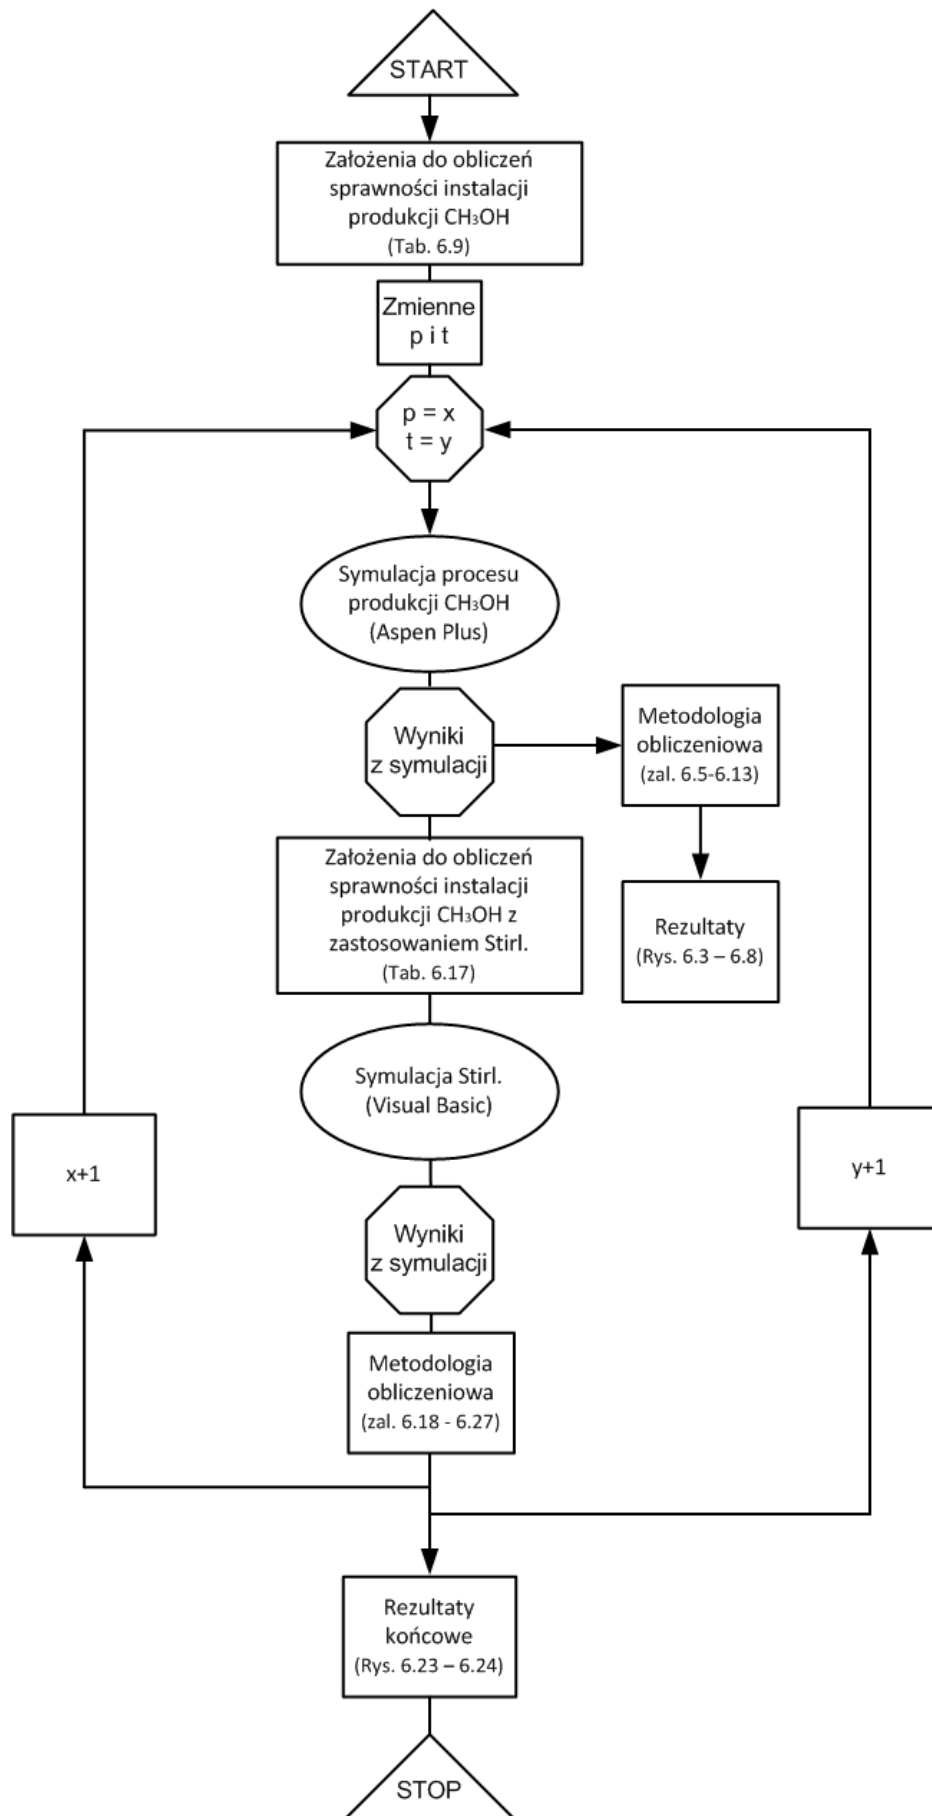 START
Założenia do obliczeń
sprawności instalacji
produkcji CH₃OH
(Tab. 6.9)
Zmienne
p i t
p = x
t = y
Symulacja procesu
produkcji CH₃OH
(Aspen Plus)
Wyniki
z symulacji
Metodologia
obliczeniowa
(zal. 6.5-6.13)
Założenia do obliczeń
sprawności instalacji
produkcji CH₃OH z
zastosowaniem Stirl.
(Tab. 6.17)
Rezultaty
(Rys. 6.3 – 6.8)
Symulacja Stirl.
(Visual Basic)
x+1
y+1
Wyniki
z symulacji
Metodologia
obliczeniowa
(zal. 6.18 - 6.27)
Rezultaty
końcowe
(Rys. 6.23 – 6.24)
STOP